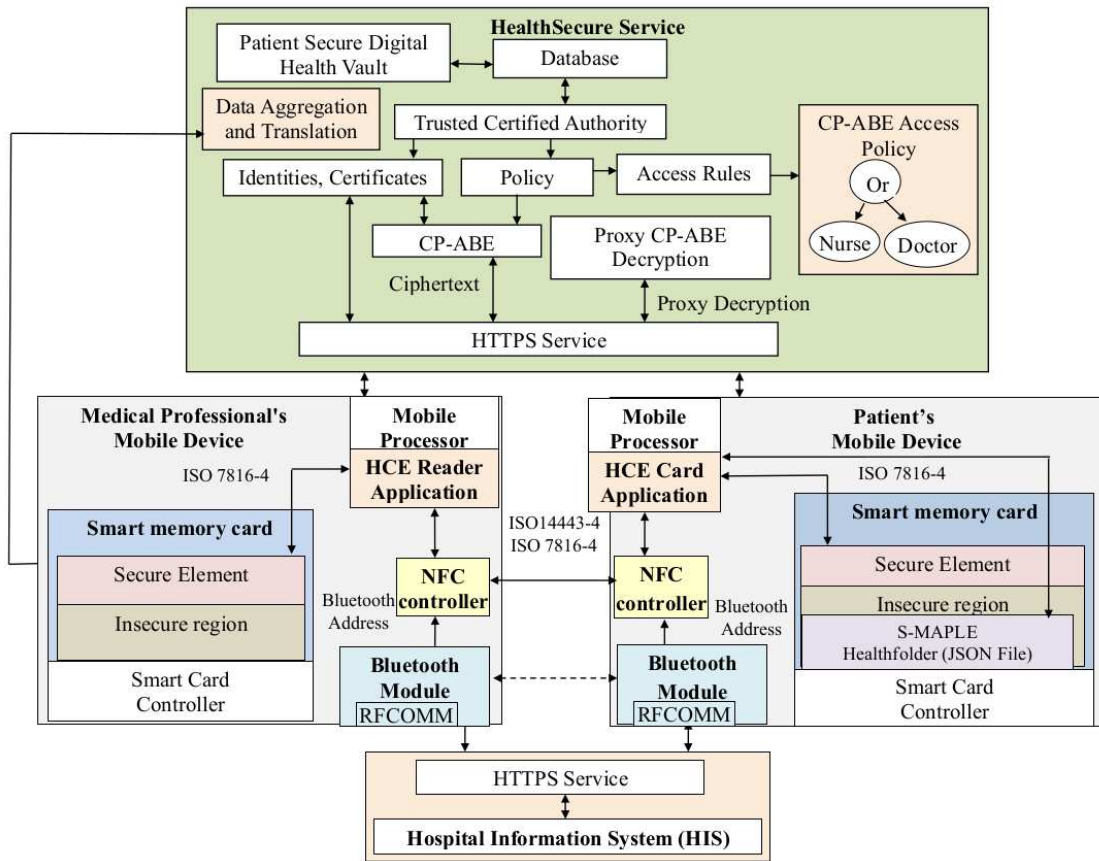 HealthSecure Service
Patient Secure Digital
Health Vault
Database
Data Aggregation
and Translation
Trusted Certified Authority
CP-ABE Access
Policy
Or
Nurse
Doctor
Identities, Certificates
Policy
Access Rules
CP-ABE
Proxy CP-ABE
Decryption
Ciphertext
Proxy Decryption
HTTPS Service
Medical Professional's
Mobile Device
Mobile
Processor
HCE Reader
Application
ISO 7816-4
Smart memory card
Secure Element
Insecure region
Smart Card
Controller
NFC
controller
Bluetooth
Address
Bluetooth
Module
RFCOMM
ISO14443-4
ISO 7816-4
Mobile
Processor
HCE Card
Application
Patient’s
Mobile Device
ISO 7816-4
Smart memory card
Secure Element
Insecure region
S-MAPLE
Healthfolder (JSON File)
Smart Card
Controller
NFC
controller
Bluetooth
Address
Bluetooth
Module
RFCOMM
HTTPS Service
Hospital Information System (HIS)